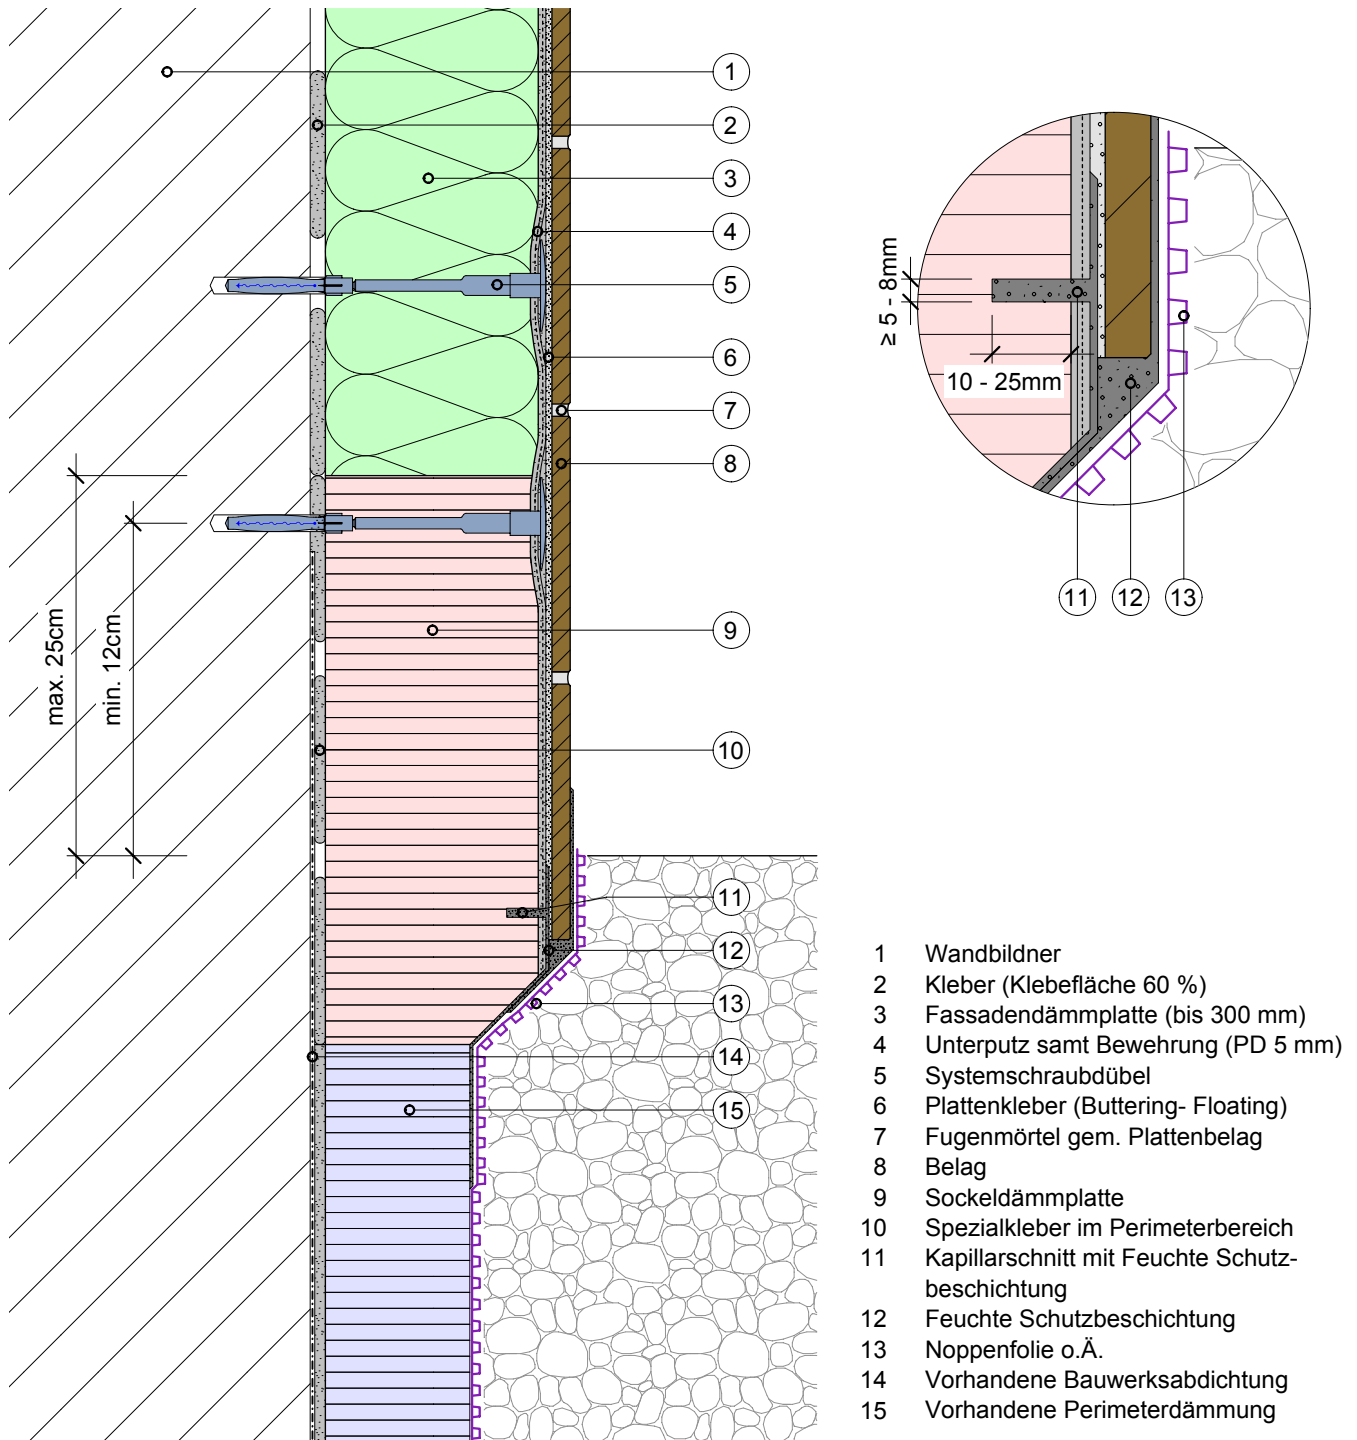 1
2
3
4
5
6
7
8
9
10
11
12
13
14
15
max. 25cm
min. 12cm
≥ 5 - 8mm
10 - 25mm
11 12 13
1 Wandbildner
2 Kleber (Klebefläche 60 %)
3 Fassadendämmplatte (bis 300 mm)
4 Unterputz samt Bewehrung (PD 5 mm)
5 Systemschraubdübel
6 Plattenkleber (Buttering- Floating)
7 Fugenmörtel gem. Plattenbelag
8 Belag
9 Sockeldämmplatte
10 Spezialkleber im Perimeterbereich
11 Kapillarschnitt mit Feuchte Schutz-
beschichtung
12 Feuchte Schutzbeschichtung
13 Noppenfolie o.Ä.
14 Vorhandene Bauwerksabdichtung
15 Vorhandene Perimeterdämmung